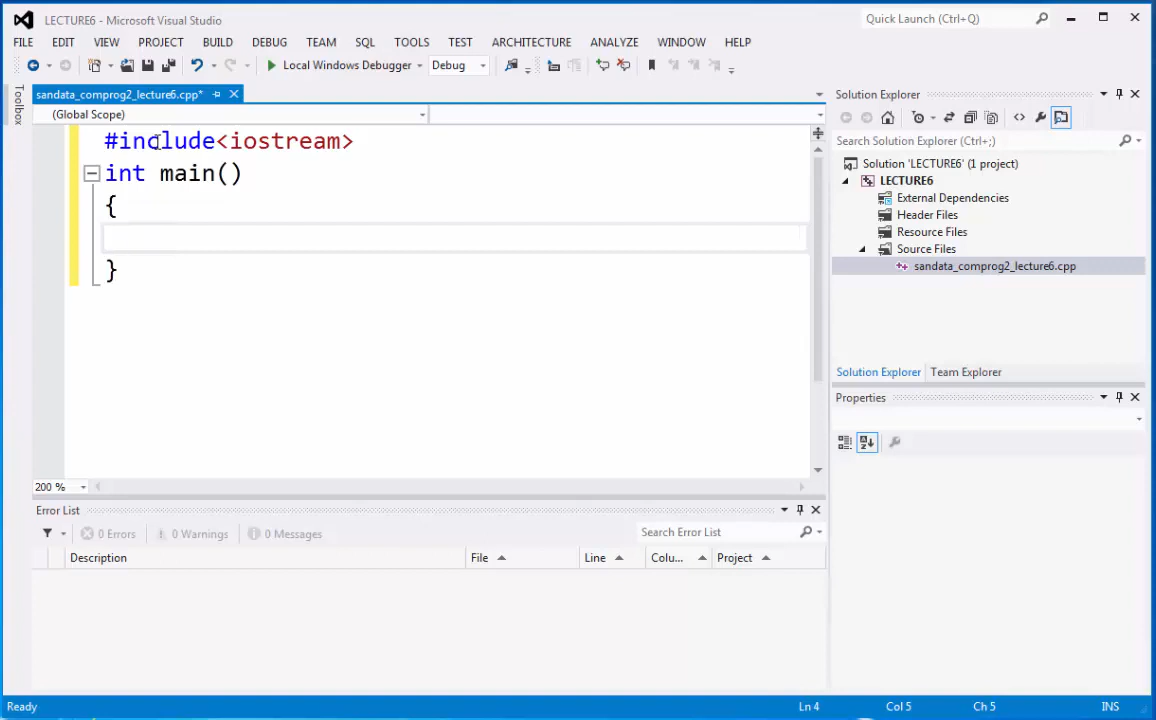 LECTURE6 - Microsoft Visual Studio
Quick Launch (Ctrl+Q)
FILE EDIT VIEW PROJECT BUILD DEBUG TEAM SQL TOOLS TEST ARCHITECTURE ANALYZE WINDOW HELP
Local Windows Debugger Debug
Toolbox
sandata_comprog2_lecture6.cpp*
(Global Scope)
#include<iostream>
int main()
{
}
200 %
Error List
0 Errors 0 Warnings 0 Messages
Search Error List
Description File Line Colu... Project
Solution Explorer
Search Solution Explorer (Ctrl+;)
Solution 'LECTURE6' (1 project)
LECTURE6
External Dependencies
Header Files
Resource Files
Source Files
sandata_comprog2_lecture6.cpp
Solution Explorer Team Explorer
Properties
Ready Ln 4 Col 5 Ch 5 INS